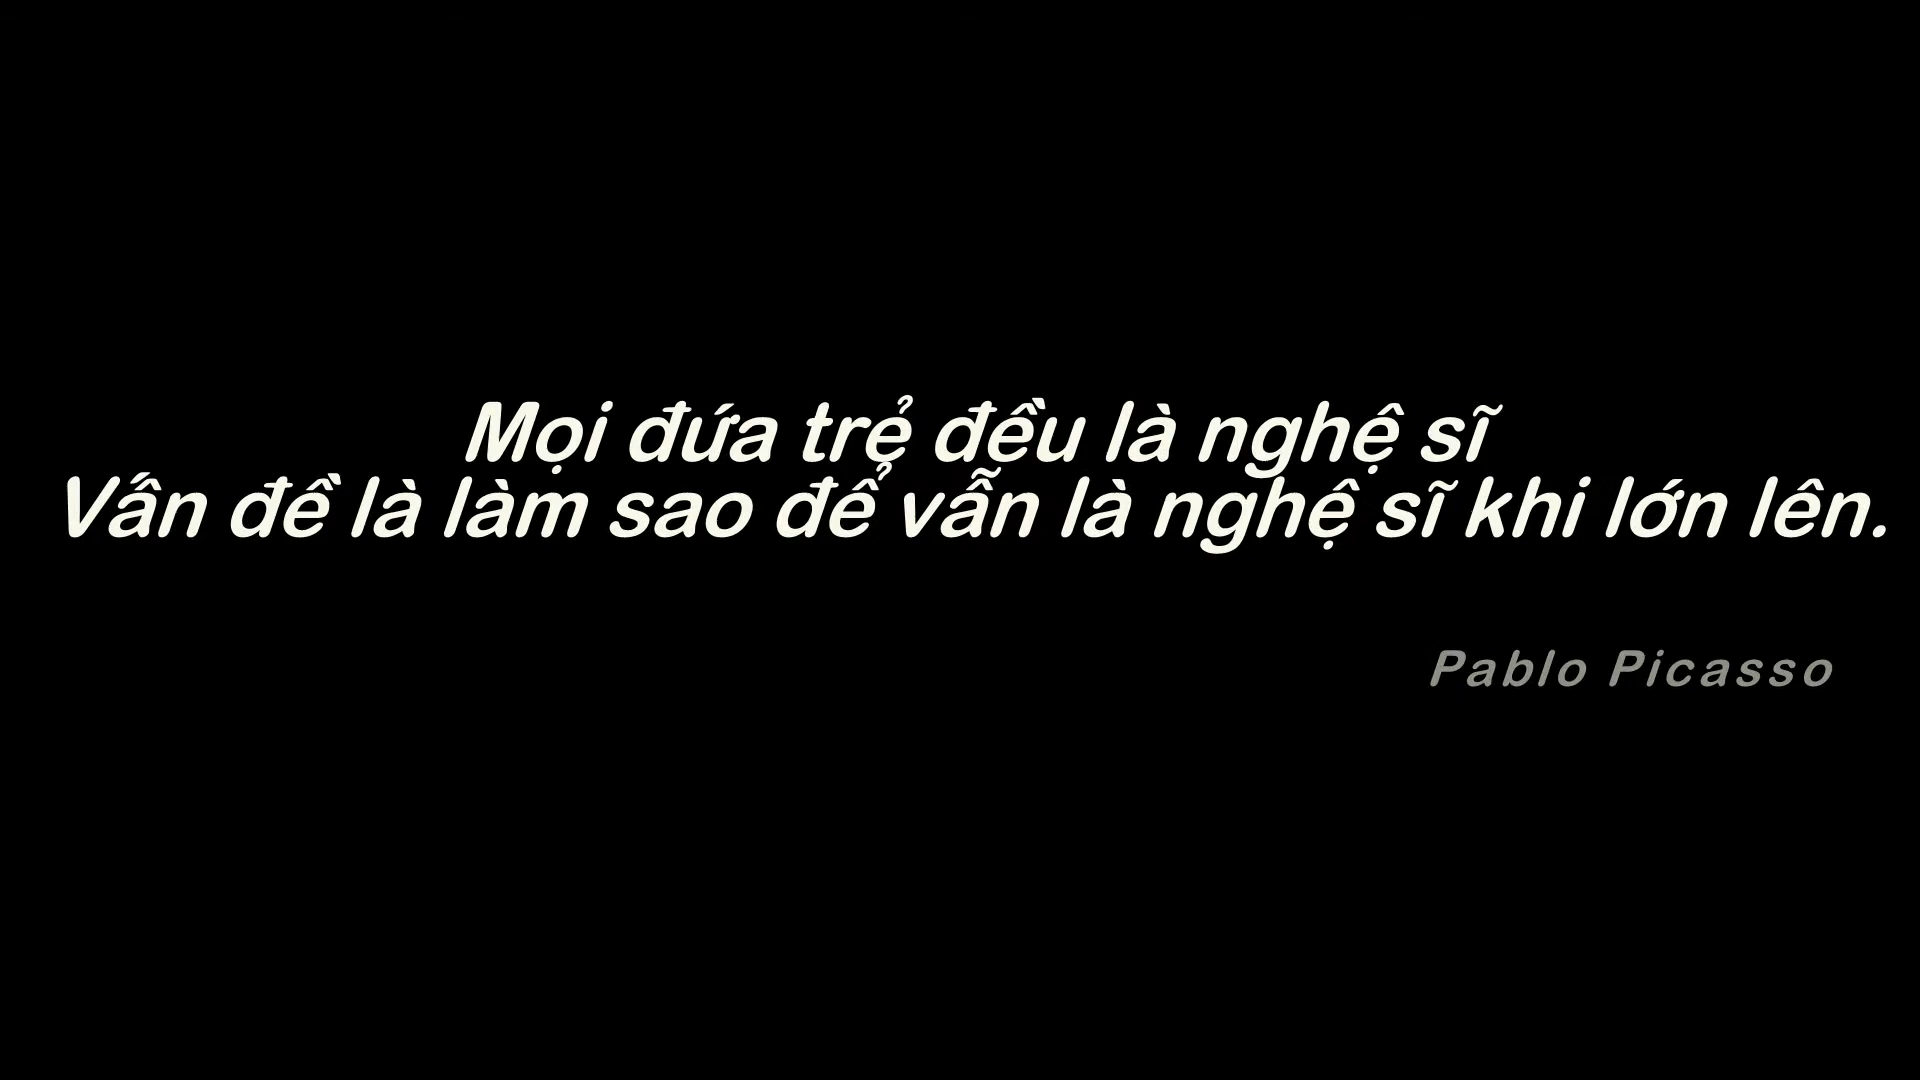 Mọi đứa trẻ đều là nghệ sĩ
Vấn đề là làm sao để vẫn là nghệ sĩ khi lớn lên.
Pablo Picasso